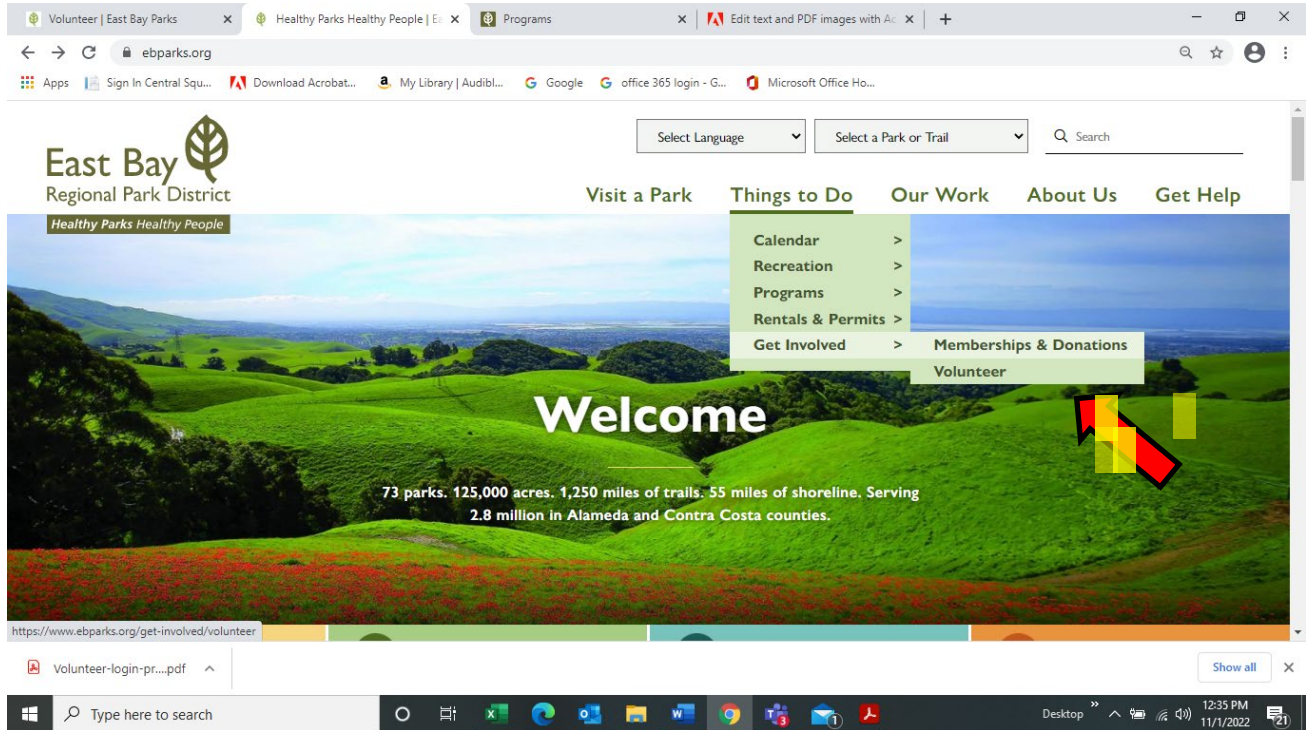 Volunteer | East Bay Parks
Healthy Parks Healthy People | Ea
Programs
Edit text and PDF images with Ac
ebparks.org
Apps
Sign In Central Squ...
Download Acrobat...
My Library | Audibl...
Google
office 365 login - G...
Microsoft Office Ho...
East Bay
Regional Park District
Healthy Parks Healthy People
Select Language
Select a Park or Trail
Search
Visit a Park
Things to Do
Our Work
About Us
Get Help
Calendar >
Recreation >
Programs >
Rentals & Permits >
Get Involved >
Memberships & Donations
Volunteer
Welcome
73 parks. 125,000 acres. 1,250 miles of trails. 55 miles of shoreline. Serving
2.8 million in Alameda and Contra Costa counties.
https://www.ebparks.org/get-involved/volunteer
Volunteer-login-pr....pdf
Show all
Type here to search
Desktop
12:35 PM
11/1/2022